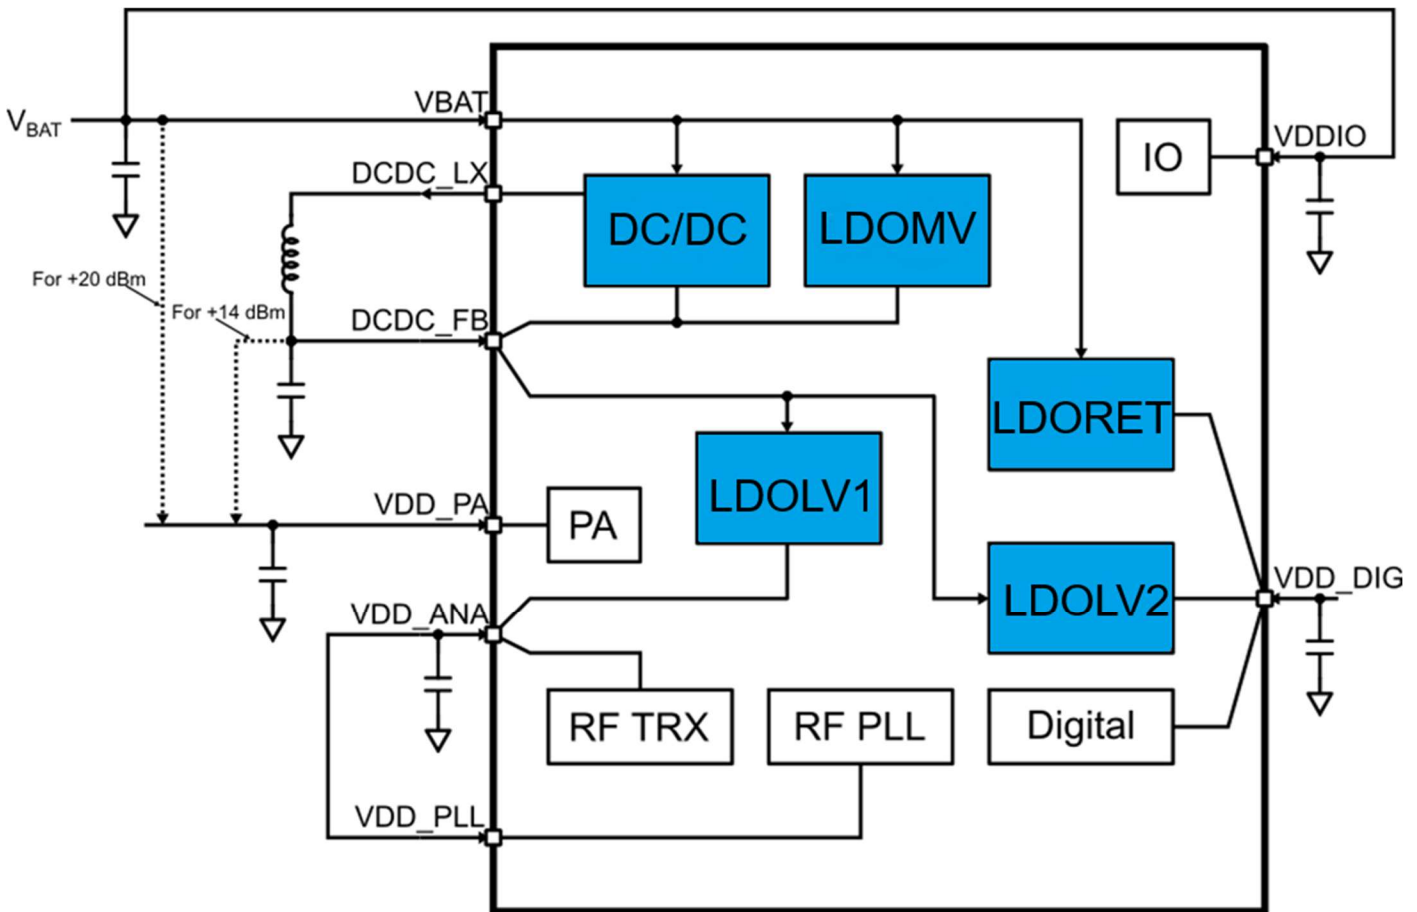 VBAT
VBAT
VDDIO
IO
DCDC_LX
DC/DC
LDOMV
For +20 dBm
For +14 dBm
DCDC_FB
LDORET
LDOLV1
VDD_PA
PA
VDD_DIG
LDOLV2
VDD_ANA
RF TRX
RF PLL
Digital
VDD_PLL